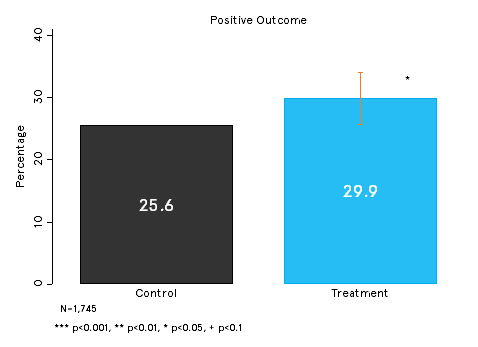 Positive Outcome
Percentage
40
30
20
10
0
25.6
29.9
*
Control
Treatment
N=1,745
*** p<0.001, ** p<0.01, * p<0.05, + p<0.1